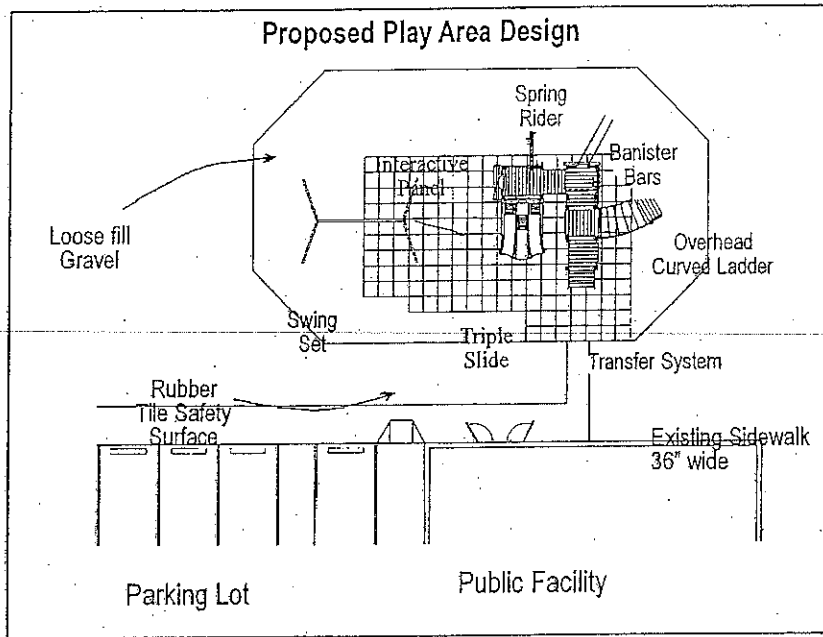 Proposed Play Area Design
Spring
Rider
Banister
Bars
Interactive
Panel
Loose fill
Gravel
Overhead
Curved Ladder
Swing
Set
Triple
Slide
Transfer System
Rubber
Tile Safety
Surface
Existing Sidewalk
36" wide
Parking Lot
Public Facility